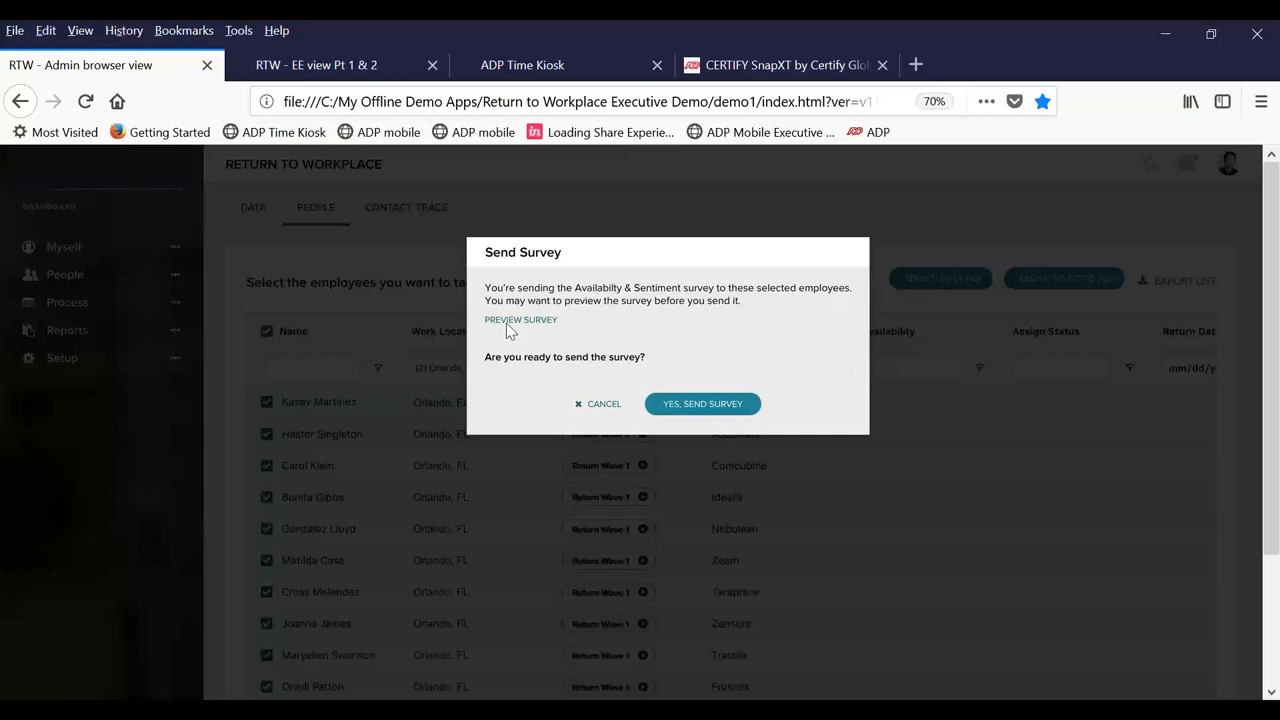 File Edit View History Bookmarks Tools Help
RTW - Admin browser view
RTW - EE view Pt 1 & 2
ADP Time Kiosk
CERTIFY SnapXT by Certify Glo
file:///C:/My Offline Demo Apps/Return to Workplace Executive Demo/demo1/index.html?ver=v1
70%
Most Visited Getting Started ADP Time Kiosk ADP mobile ADP mobile Loading Share Experie... ADP Mobile Executive ... ADP
RETURN TO WORKPLACE
DASHBOARD
DATA PEOPLE CONTACT TRACE
Myself
People
Process
Reports
Setup
Send Survey
You're sending the Availabilty & Sentiment survey to these selected employees.
You may want to preview the survey before you send it.
PREVIEW SURVEY
Are you ready to send the survey?
CANCEL YES, SEND SURVEY
Select the employees you want to ta
EXPORT LIST
Name Work Locat vailability Assign Status Return Dat
(2) Orlando, mm/dd/y
Kasey Martinez Orlando, FL
Hester Singleton Orlando, FL
Carol Klein Orlando, FL Return Wave 1 Comcubine
Bonita Gibbs Orlando, FL Return Wave 1 Idealis
Gonzalez Lloyd Orlando, FL Return Wave 1 Nebulean
Matilda Case Orlando, FL Return Wave 1 Zeam
Cross Melendez Orlando, FL Return Wave 1 Teraprene
Joanna James Orlando, FL Return Wave 1 Zensure
Maryellen Swanson Orlando, FL Return Wave 1 Trasola
Oneill Patton Orlando, FL Return Wave 1 Frosnex